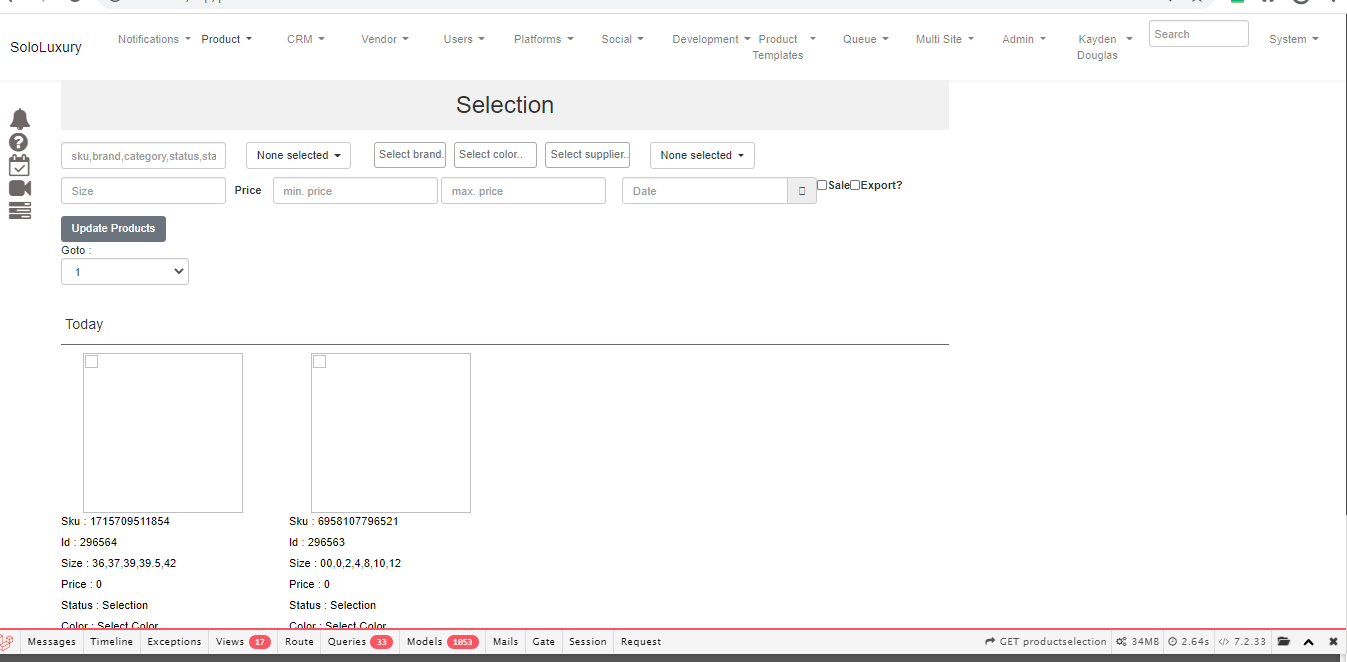 SoloLuxury
Notifications Product CRM Vendor Users Platforms Social Development Product Templates Queue Multi Site Admin Kayden Douglas Search System
Selection
sku,brand,category,status,sta None selected Select brand. Select color.. Select supplier.. None selected
Size Price min. price max. price Date Sale Export?
Update Products
Goto :
1
Today
Sku : 1715709511854
Id : 296564
Size : 36,37,39,39.5,42
Price : 0
Status : Selection
Color : Select Color
Sku : 6958107796521
Id : 296563
Size : 00,0,2,4,8,10,12
Price : 0
Status : Selection
Color : Select Color
Messages Timeline Exceptions Views 17 Route Queries 33 Models 1053 Mails Gate Session Request GET productselection 34MB 2.64s 7.2.33